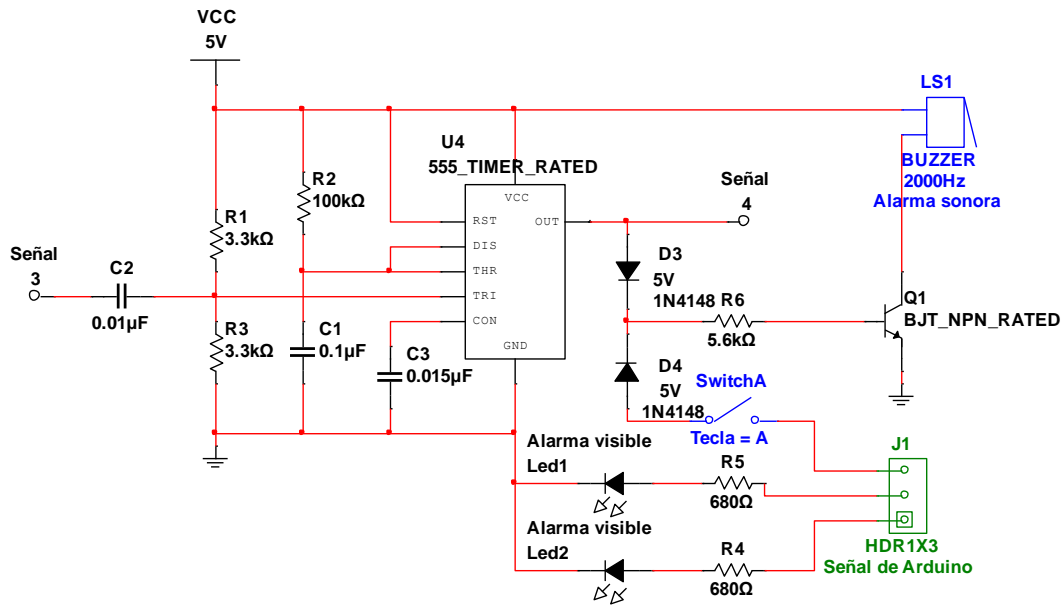 VCC
5V
LS1
BUZZER
2000Hz
Alarma sonora
U4
555_TIMER_RATED
VCC
RST
OUT
DIS
THR
TRI
CON
GND
R2
100kΩ
R1
3.3kΩ
Señal
3
C2
0.01µF
R3
3.3kΩ
C1
0.1µF
C3
0.015µF
Señal
4
D3
5V
1N4148
R6
5.6kΩ
Q1
BJT_NPN_RATED
D4
5V
1N4148
SwitchA
Tecla = A
J1
Alarma visible
Led1
R5
680Ω
Alarma visible
Led2
R4
680Ω
HDR1X3
Señal de Arduino